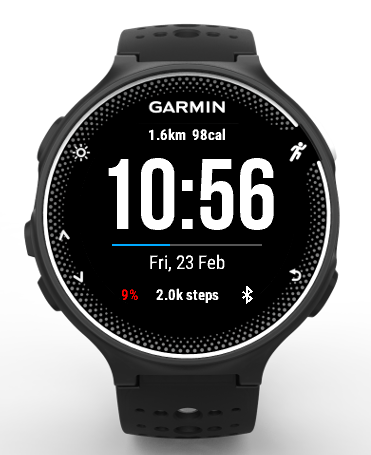 GARMIN
1.6km 98cal
10:56
Fri, 23 Feb
9% 2.0k steps